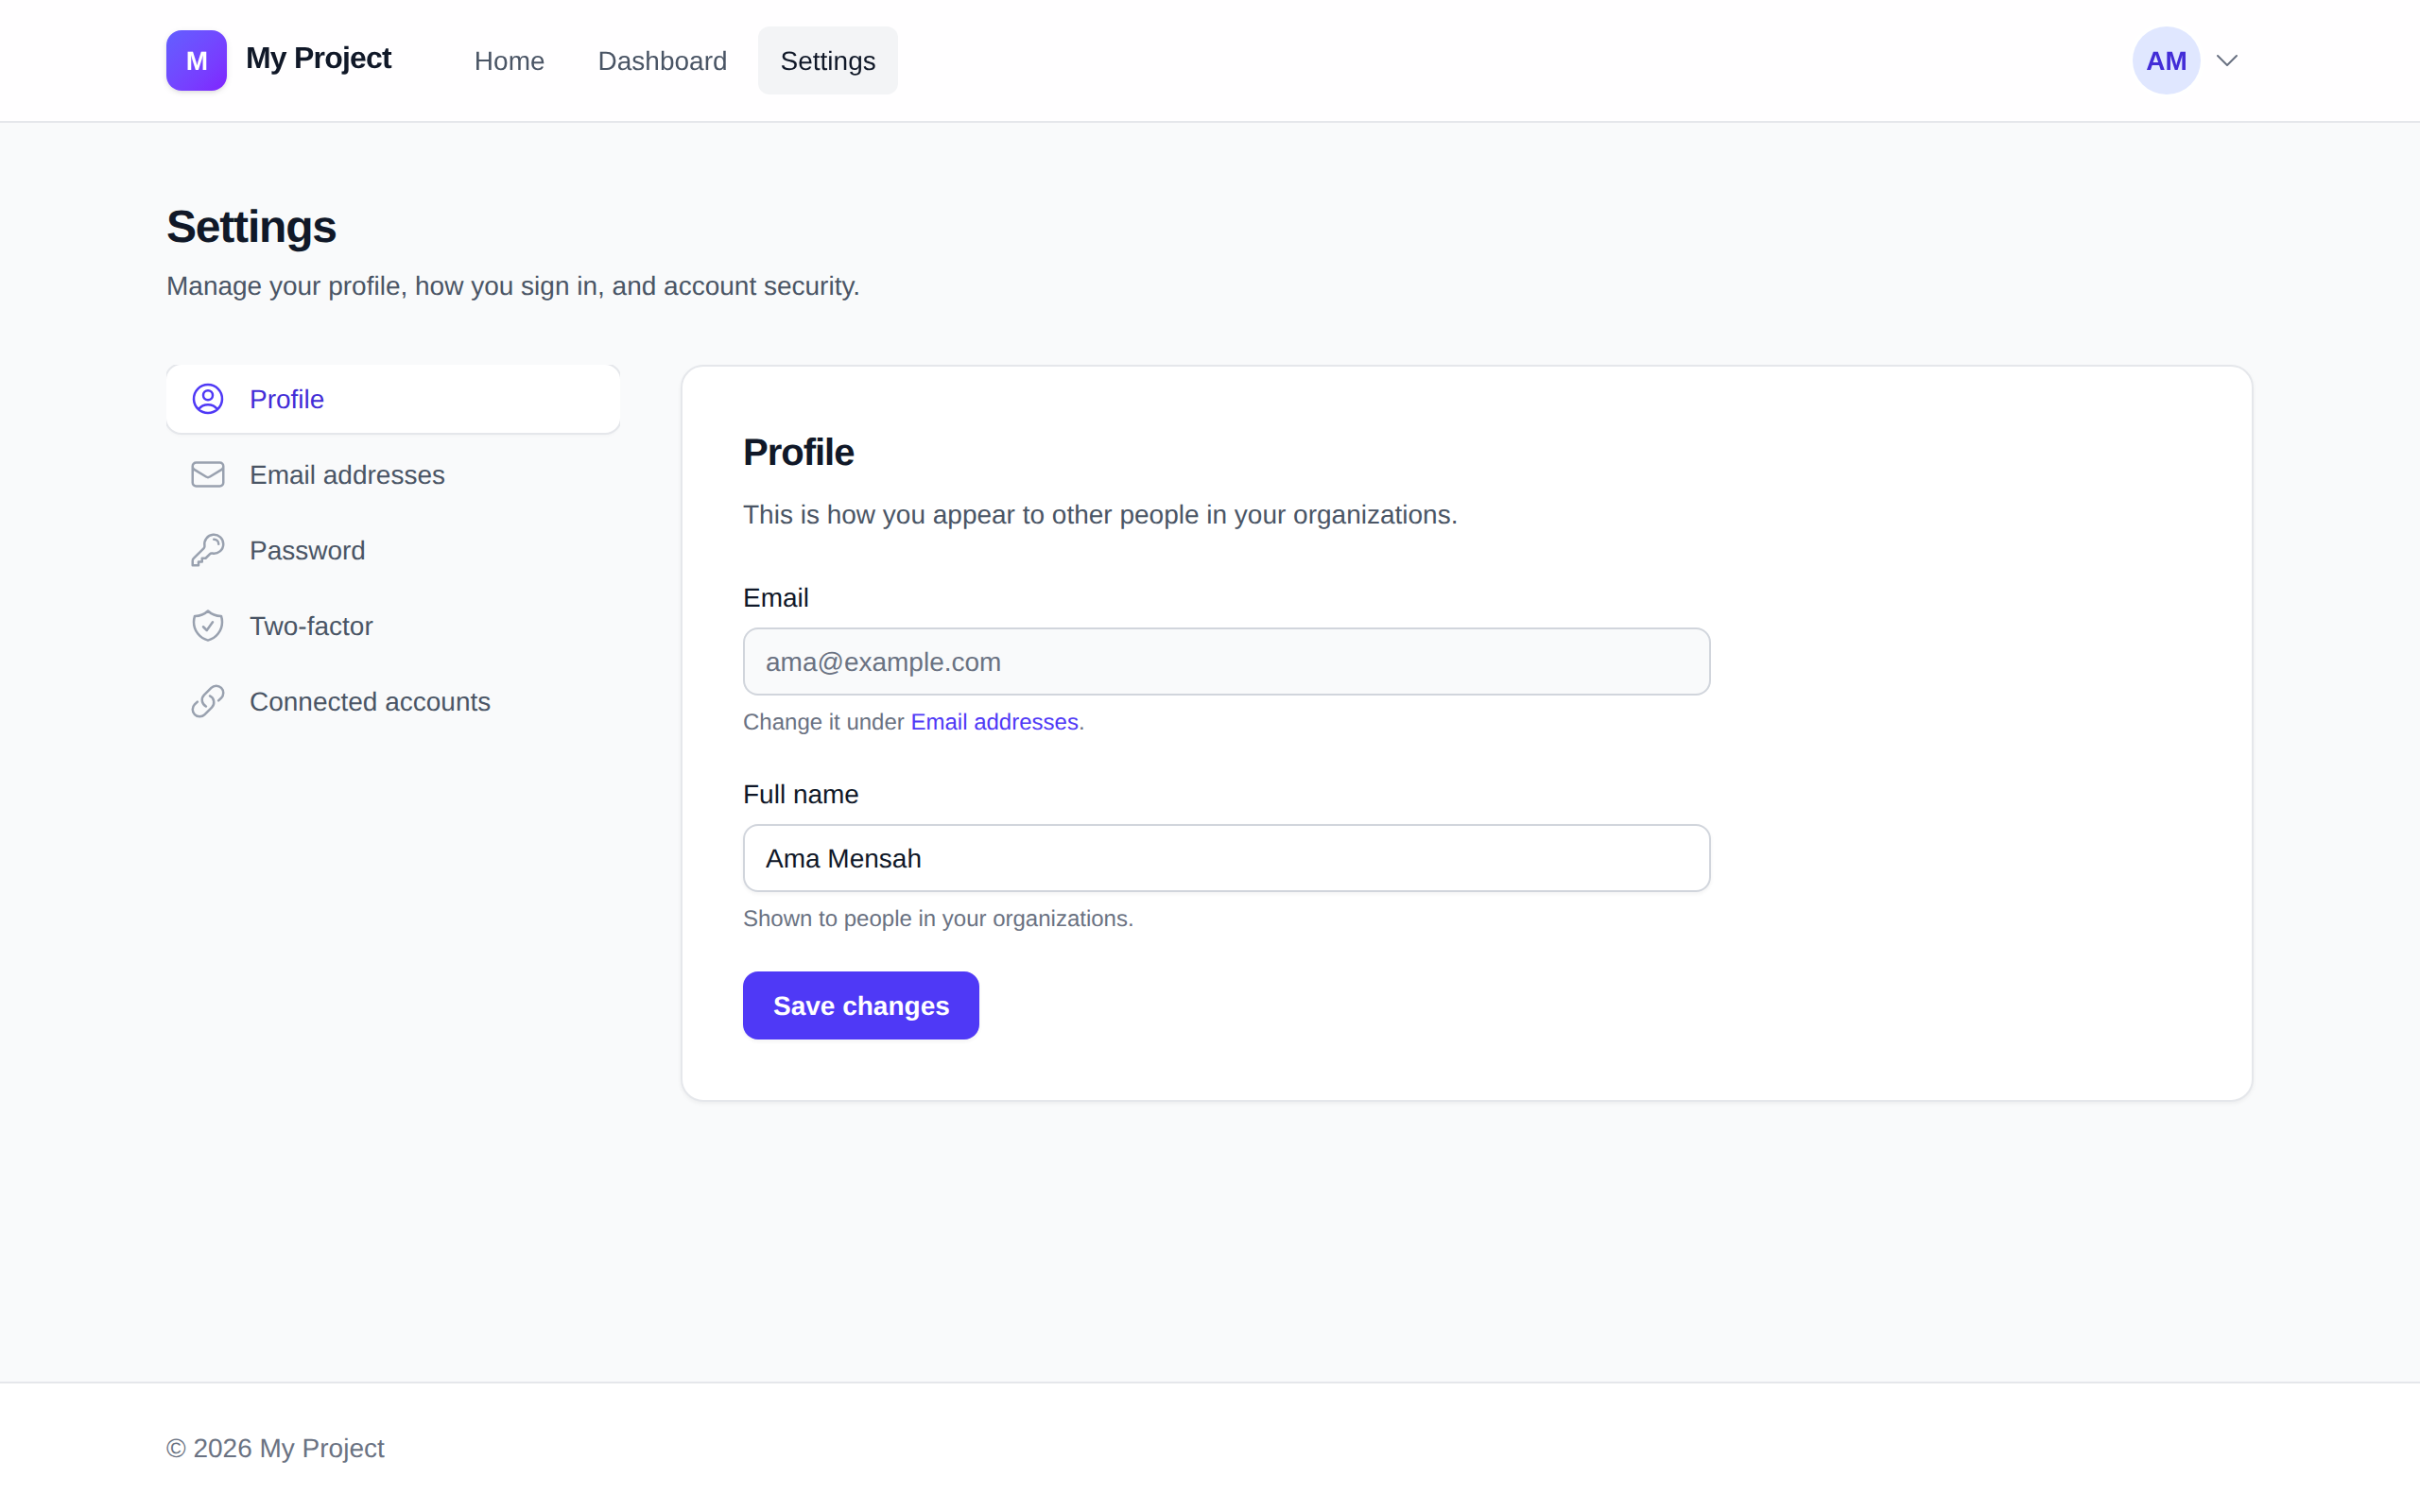 M My Project Home Dashboard Settings AM
Settings
Manage your profile, how you sign in, and account security.
Profile
Email addresses
Password
Two-factor
Connected accounts
Profile
This is how you appear to other people in your organizations.
Email
ama@example.com
Change it under Email addresses.
Full name
Ama Mensah
Shown to people in your organizations.
Save changes
© 2026 My Project